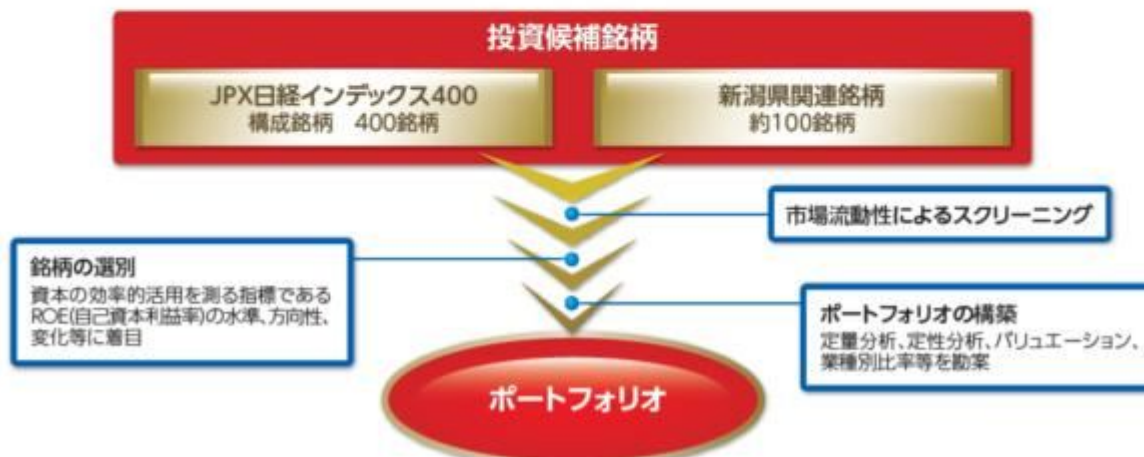 投資候補銘柄
JPX日経インデックス400
構成銘柄 400銘柄
新潟県関連銘柄
約100銘柄
市場流動性によるスクリーニング
銘柄の選別
資本の効率的活用を測る指標である
ROE(自己資本利益率)の水準、方向性、
変化等に着目
ポートフォリオの構築
定量分析、定性分析、バリュエーション、
業種別比率等を勘案
ポートフォリオ